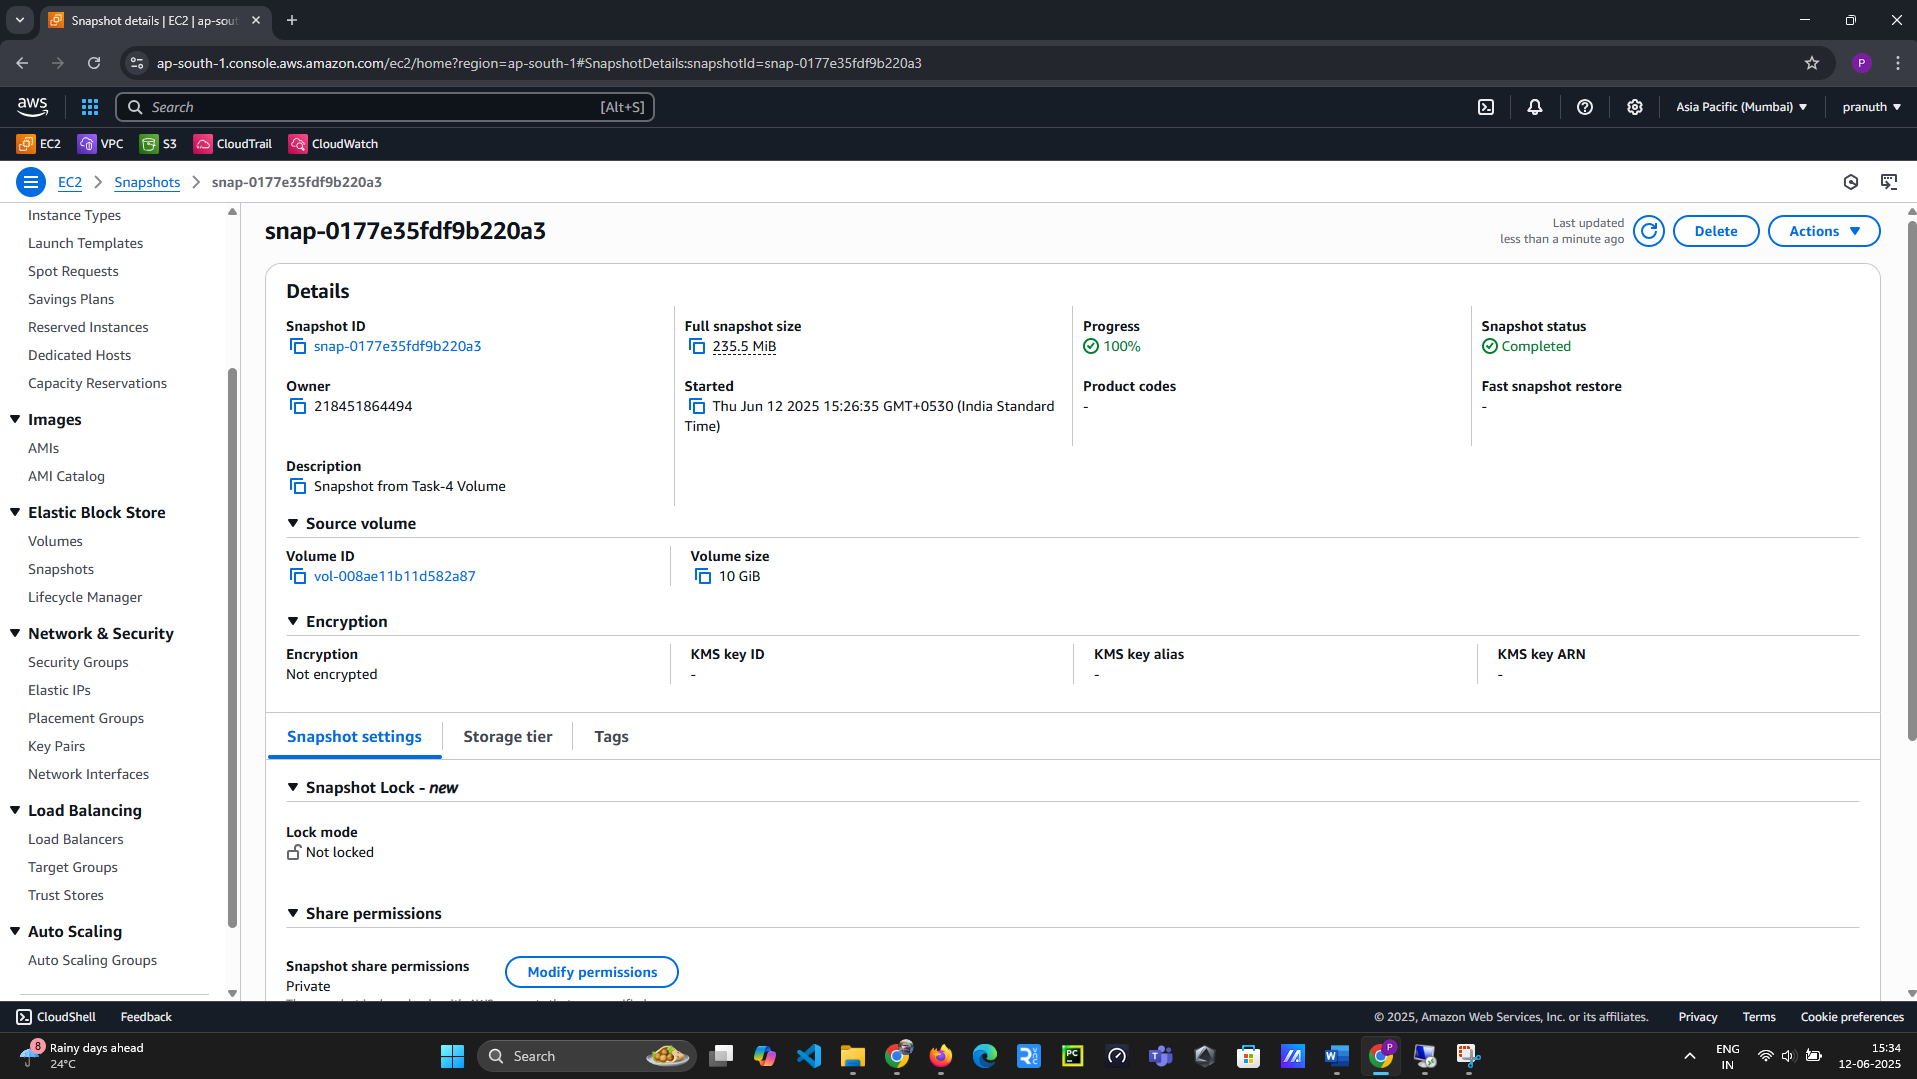 Snapshot details | EC2 | ap-sout
ap-south-1.console.aws.amazon.com/ec2/home?region=ap-south-1#SnapshotDetails:snapshotId=snap-0177e35fdf9b220a3
P
aws
Search
[Alt+S]
Asia Pacific (Mumbai)
pranuth
EC2
VPC
S3
CloudTrail
CloudWatch
EC2
Snapshots
snap-0177e35fdf9b220a3
Instance Types
Launch Templates
Spot Requests
Savings Plans
Reserved Instances
Dedicated Hosts
Capacity Reservations
Images
AMIs
AMI Catalog
Elastic Block Store
Volumes
Snapshots
Lifecycle Manager
Network & Security
Security Groups
Elastic IPs
Placement Groups
Key Pairs
Network Interfaces
Load Balancing
Load Balancers
Target Groups
Trust Stores
Auto Scaling
Auto Scaling Groups
snap-0177e35fdf9b220a3
Last updated
less than a minute ago
Delete
Actions
Details
Snapshot ID
snap-0177e35fdf9b220a3
Full snapshot size
235.5 MiB
Progress
100%
Snapshot status
Completed
Owner
218451864494
Started
Thu Jun 12 2025 15:26:35 GMT+0530 (India Standard
Time)
Product codes
-
Fast snapshot restore
-
Description
Snapshot from Task-4 Volume
Source volume
Volume ID
vol-008ae11b11d582a87
Volume size
10 GiB
Encryption
Encryption
Not encrypted
KMS key ID
-
KMS key alias
-
KMS key ARN
-
Snapshot settings
Storage tier
Tags
Snapshot Lock - new
Lock mode
Not locked
Share permissions
Snapshot share permissions
Private
Modify permissions
CloudShell
Feedback
© 2025, Amazon Web Services, Inc. or its affiliates.
Privacy
Terms
Cookie preferences
8
Rainy days ahead
24°C
Search
PC
P
ENG
IN
15:34
12-06-2025